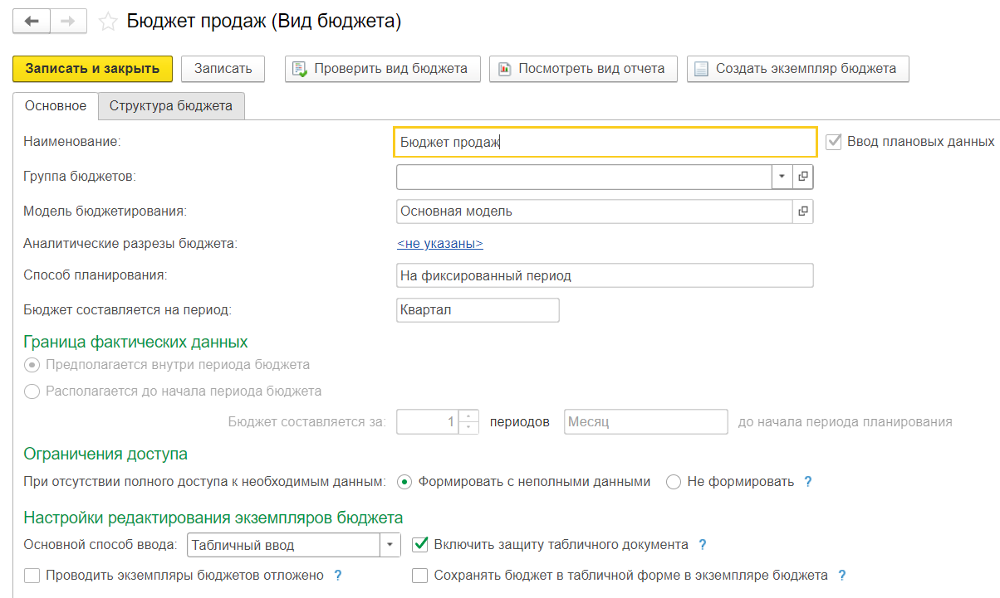 Бюджет продаж (Вид бюджета)
Записать и закрыть Записать Проверить вид бюджета Посмотреть вид отчета Создать экземпляр бюджета
Основное Структура бюджета
Наименование: Бюджет продаж Ввод плановых данных
Группа бюджетов:
Модель бюджетирования: Основная модель
Аналитические разрезы бюджета: <не указаны>
Способ планирования: На фиксированный период
Бюджет составляется на период: Квартал
Граница фактических данных
Предполагается внутри периода бюджета
Располагается до начала периода бюджета
Бюджет составляется за: 1 периодов Месяц до начала периода планирования
Ограничения доступа
При отсутствии полного доступа к необходимым данным: Формировать с неполными данными Не формировать ?
Настройки редактирования экземпляров бюджета
Основной способ ввода: Табличный ввод Включить защиту табличного документа ?
Проводить экземпляры бюджетов отложено ? Сохранять бюджет в табличной форме в экземпляре бюджета ?